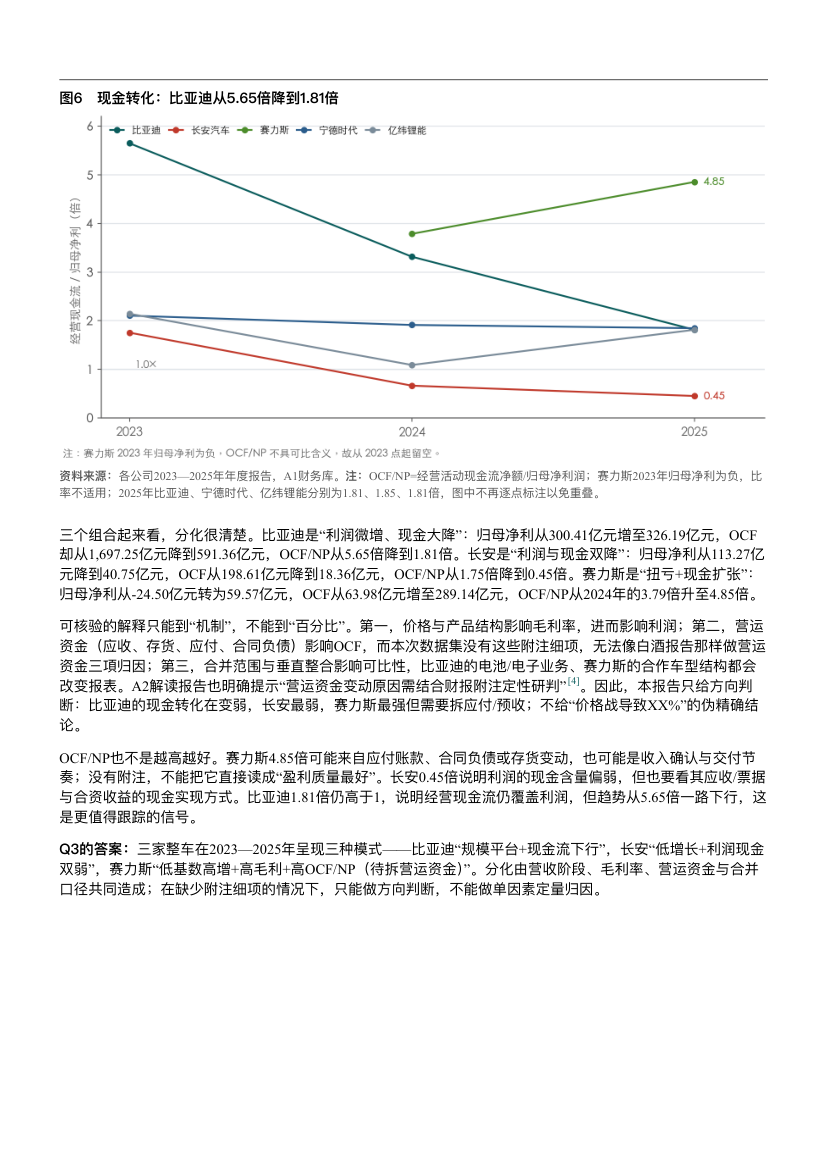 图6 现金转化：比亚迪从5.65倍降到1.81倍
比亚迪 长安汽车 赛力斯 宁德时代 亿纬锂能
经营现金流 / 归母净利（倍）
6
5
4
3
2
1
0
4.85
1.0×
0.45
2023 2024 2025
注：赛力斯 2023 年归母净利为负，OCF/NP 不具可比含义，故从 2023 点起留空。
资料来源：各公司2023—2025年年度报告，A1财务库。注：OCF/NP=经营活动现金流净额/归母净利润；赛力斯2023年归母净利为负，比
率不适用；2025年比亚迪、宁德时代、亿纬锂能分别为1.81、1.85、1.81倍，图中不再逐点标注以免重叠。
三个组合起来看，分化很清楚。比亚迪是“利润微增、现金大降”：归母净利从300.41亿元增至326.19亿元，OCF
却从1,697.25亿元降到591.36亿元，OCF/NP从5.65倍降到1.81倍。长安是“利润与现金双降”：归母净利从113.27亿
元降到40.75亿元，OCF从198.61亿元降到18.36亿元，OCF/NP从1.75倍降到0.45倍。赛力斯是“扭亏+现金扩张”：
归母净利从-24.50亿元转为59.57亿元，OCF从63.98亿元增至289.14亿元，OCF/NP从2024年的3.79倍升至4.85倍。
可核验的解释只能到“机制”，不能到“百分比”。第一，价格与产品结构影响毛利率，进而影响利润；第二，营运
资金（应收、存货、应付、合同负债）影响OCF，而本次数据集没有这些附注细项，无法像白酒报告那样做营运
资金三項归因；第三，合并范围与垂直整合影响可比性，比亚迪的电池/电子业务、赛力斯的合作车型结构都会
改变报表。A2解读报告也明确提示“营运资金变动原因需结合财报附注定性研判”[4]。因此，本报告只给方向判
断：比亚迪的现金转化在变弱，长安最弱，赛力斯最强但需要拆应付/预收；不给“价格战导致XX%”的伪精确结
论。
OCF/NP也不是越高越好。赛力斯4.85倍可能来自应付账款、合同负债或存货变动，也可能是收入确认与交付节
奏；没有附注，不能把它直接读成“盈利质量最好”。长安0.45倍说明利润的现金含量偏弱，但也要看其应收/票据
与合资收益的现金实现方式。比亚迪1.81倍仍高于1，说明经营现金流仍覆盖利润，但趋势从5.65倍一路下行，这
是更值得跟踪的信号。
Q3的答案：三家整车在2023—2025年呈现三种模式——比亚迪“规模平台+现金流下行”，长安“低增长+利润现金
双弱”，赛力斯“低基数高增+高毛利+高OCF/NP（待拆营运资金）”。分化由营收阶段、毛利率、营运资金与合并
口径共同造成；在缺少附注细项的情况下，只能做方向判断，不能做单因素定量归因。